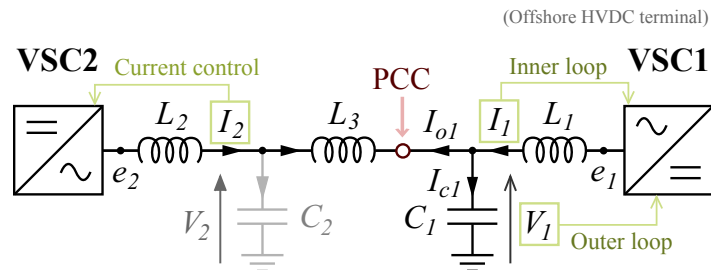 (Offshore HVDC terminal)
VSC2
Current control
PCC
Inner loop
VSC1
L2
I2
L3
Io1
I1
L1
e2
Ic1
e1
V2
C2
C1
V1
Outer loop